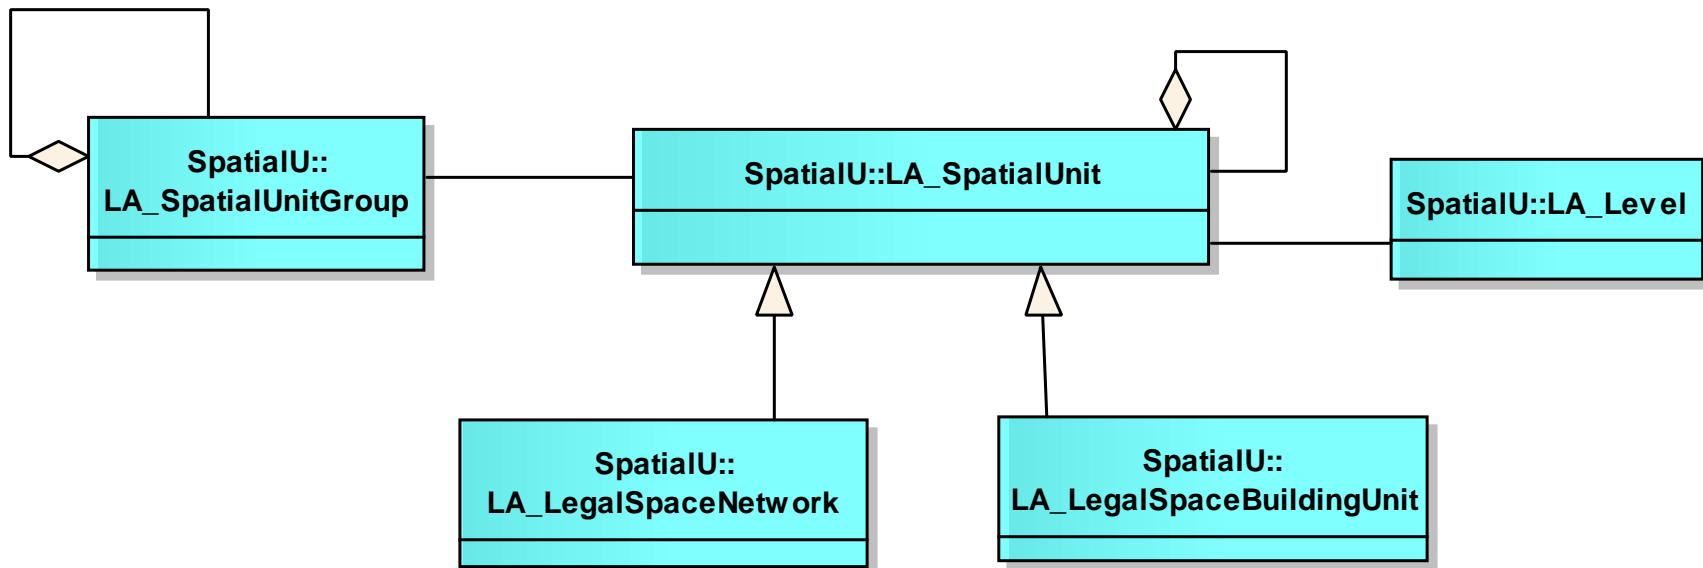 SpatialU::
LA_SpatialUnitGroup
SpatialU::LA_SpatialUnit
SpatialU::LA_Level
SpatialU::
LA_LegalSpaceNetwork
SpatialU::
LA_LegalSpaceBuildingUnit